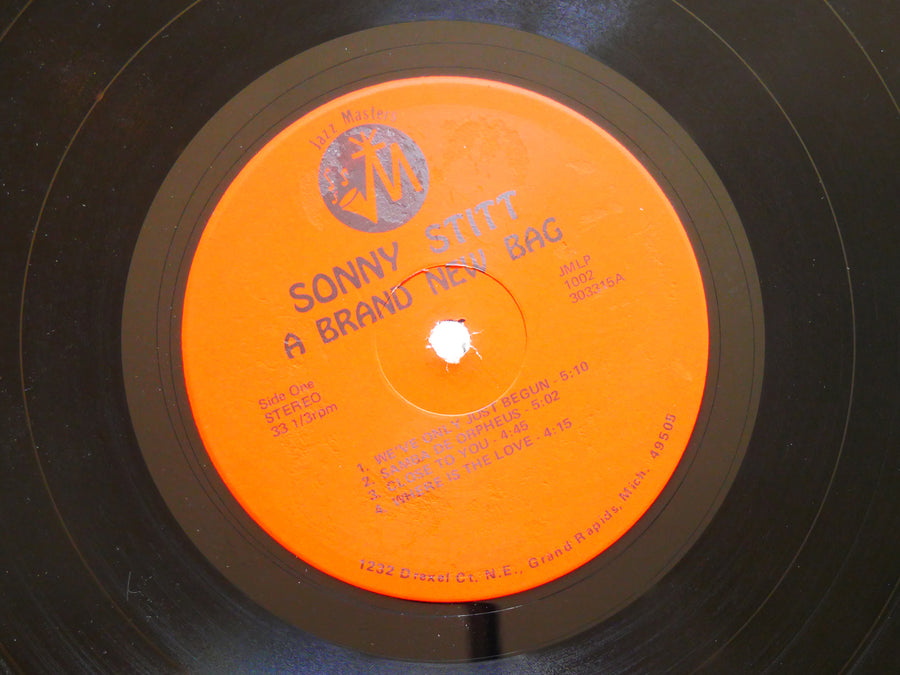 Jazz Masters
JM
SONNY STITT
A BRAND NEW BAG
JMLP
1002
303315A
Side One
STEREO
33 1/3rpm
1. WE'VE ONLY JUST BEGUN - 5:10
2. SAMBA DE ORPHEUS - 5:02
3. CLOSE TO YOU - 4:45
4. WHERE IS THE LOVE - 4:15
1232 Drexel Ct. N.E., Grand Rapids, Mich. 49505